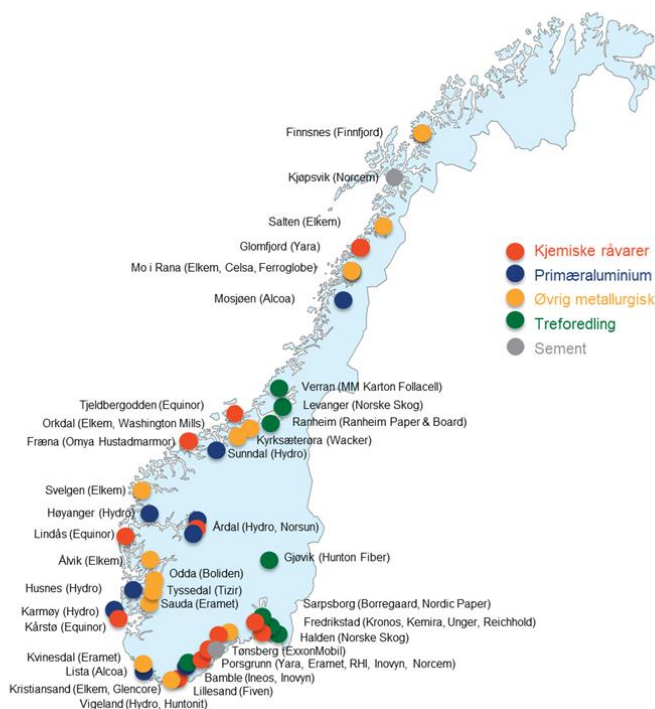 Finnsnes (Finnfjord)
Kjøpsvik (Norcem)
Salten (Elkem)
Glomfjord (Yara)
Mo i Rana (Elkem, Celsa, Ferroglobe)
Mosjøen (Alcoa)
Kjemiske råvarer
Primæraluminium
Øvrig metallurgisk
Treforedling
Sement
Verran (MM Karton Follacell)
Tjeldbergodden (Equinor)
Levanger (Norske Skog)
Orkdal (Elkem, Washington Mills)
Ranheim (Ranheim Paper & Board)
Fræna (Omya Hustadmarmor)
Kyrksæterøra (Wacker)
Sunndal (Hydro)
Svelgen (Elkem)
Høyanger (Hydro)
Årdal (Hydro, Norsun)
Lindås (Equinor)
Ålvik (Elkem)
Gjøvik (Hunton Fiber)
Odda (Boliden)
Husnes (Hydro)
Tyssedal (Tizir)
Sauda (Eramet)
Karmøy (Hydro)
Kårstø (Equinor)
Sarpsborg (Borregaard, Nordic Paper)
Fredrikstad (Kronos, Kemira, Unger, Reichhold)
Halden (Norske Skog)
Tønsberg (ExxonMobil)
Kvinesdal (Eramet)
Porsgrunn (Yara, Eramet, RHI, Inovyn, Norcem)
Lista (Alcoa)
Bamble (Ineos, Inovyn)
Kristiansand (Elkem, Glencore)
Lillesand (Fiven)
Vigeland (Hydro, Huntonit)